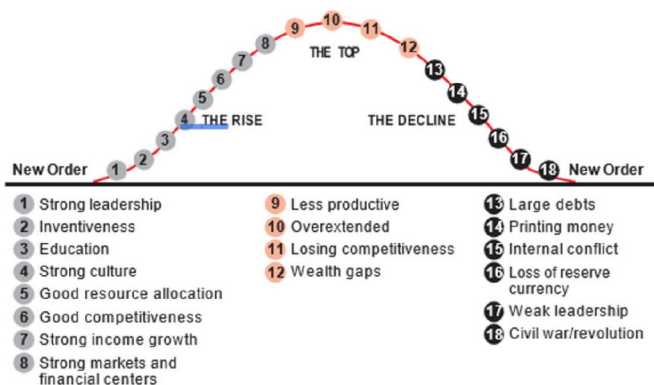 9 10 11
8 THE TOP 12
7 13
6 14
5 15
4 THE RISE THE DECLINE
3 16
2 17
New Order 1 18 New Order
1 Strong leadership
2 Inventiveness
3 Education
4 Strong culture
5 Good resource allocation
6 Good competitiveness
7 Strong income growth
8 Strong markets and
financial centers
9 Less productive
10 Overextended
11 Losing competitiveness
12 Wealth gaps
13 Large debts
14 Printing money
15 Internal conflict
16 Loss of reserve
currency
17 Weak leadership
18 Civil war/revolution